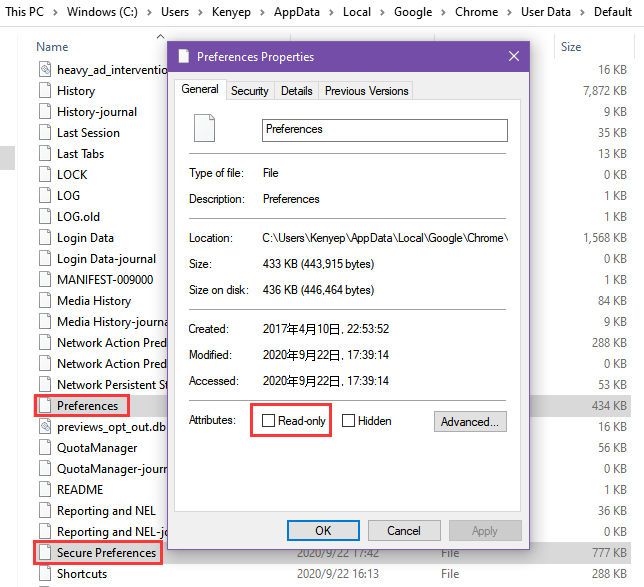 This PC > Windows (C:) > Users > Kenyep > AppData > Local > Google > Chrome > User Data > Default
Name
Size
heavy_ad_interventio
16 KB
History
7,872 KB
History-journal
9 KB
Last Session
35 KB
Last Tabs
13 KB
LOCK
0 KB
LOG
1 KB
LOG.old
1 KB
Login Data
1,568 KB
Login Data-journal
0 KB
MANIFEST-009000
1 KB
Media History
84 KB
Media History-journa
9 KB
Network Action Pred
288 KB
Network Action Pred
0 KB
Network Persistent St
53 KB
Preferences
434 KB
previews_opt_out.db
16 KB
QuotaManager
56 KB
QuotaManager-journ
0 KB
README
1 KB
Reporting and NEL
36 KB
Reporting and NEL-jo
0 KB
Secure Preferences
2020/9/22 17:42
File
777 KB
Shortcuts
2020/9/22 16:13
File
288 KB
Preferences Properties
General
Security
Details
Previous Versions
Preferences
Type of file: File
Description: Preferences
Location: C:\Users\Kenyep\AppData\Local\Google\Chrome\
Size: 433 KB (443,915 bytes)
Size on disk: 436 KB (446,464 bytes)
Created: 2017年4月10日, 22:53:52
Modified: 2020年9月22日, 17:39:14
Accessed: 2020年9月22日, 17:39:14
Attributes: Read-only Hidden Advanced...
OK Cancel Apply